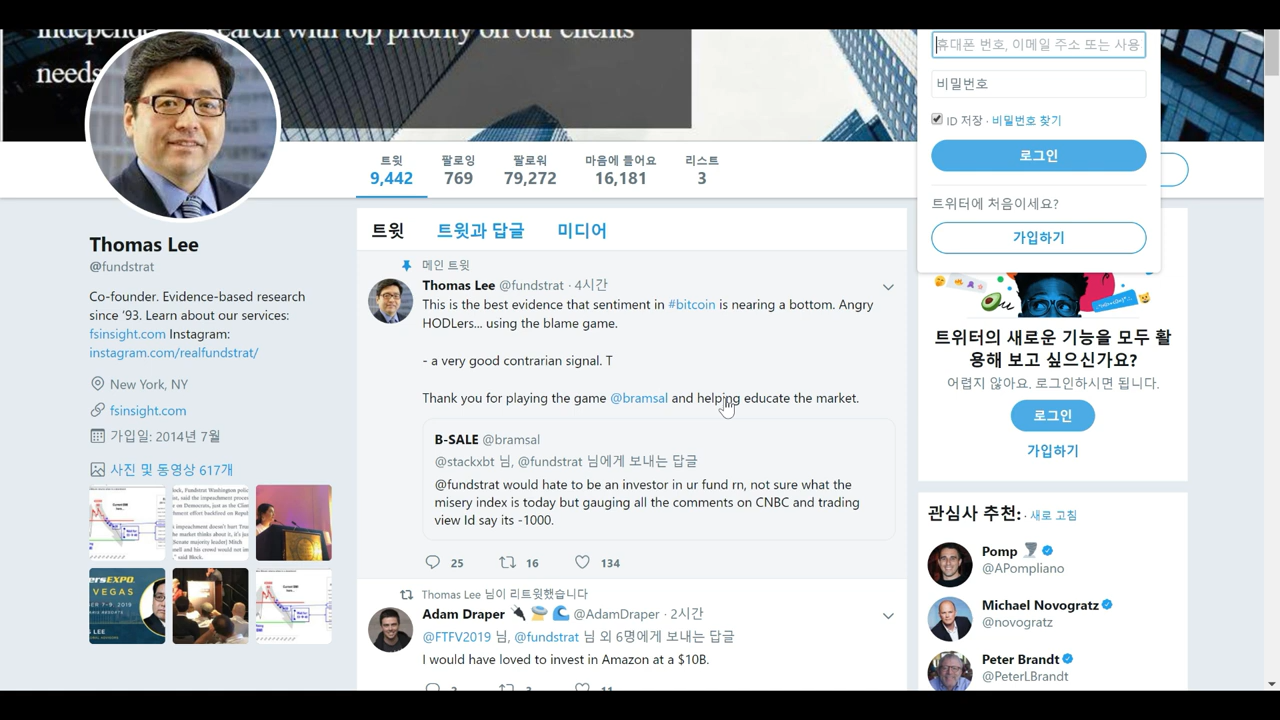 independent research with top priority on our clients
needs
휴대폰 번호, 이메일 주소 또는 사용
비밀번호
ID 저장 · 비밀번호 찾기
로그인
트위터에 처음이세요?
가입하기
트윗 9,442
팔로잉 769
팔로워 79,272
마음에 들어요 16,181
리스트 3
Thomas Lee
@fundstrat
Co-founder. Evidence-based research
since '93. Learn about our services:
fsinsight.com Instagram:
instagram.com/realfundstrat/
New York, NY
fsinsight.com
가입일: 2014년 7월
사진 및 동영상 617개
트윗 트윗과 답글 미디어
메인 트윗
Thomas Lee @fundstrat · 4시간
This is the best evidence that sentiment in #bitcoin is nearing a bottom. Angry
HODLers... using the blame game.
- a very good contrarian signal. T
Thank you for playing the game @bramsal and helping educate the market.
B-SALE @bramsal
@stackxbt 님, @fundstrat 님에게 보내는 답글
@fundstrat would hate to be an investor in ur fund rn, not sure what the
misery index is today but gauging all the comments on CNBC and trading
view Id say its -1000.
25 16 134
Thomas Lee 님이 리트윗했습니다
Adam Draper @AdamDraper · 2시간
@FTFV2019 님, @fundstrat 님 외 6명에게 보내는 답글
I would have loved to invest in Amazon at a $10B.
트위터의 새로운 기능을 모두 활
용해 보고 싶으신가요?
어렵지 않아요, 로그인하시면 됩니다.
로그인
가입하기
관심사 추천: · 새로 고침
Pomp
@APompliano
Michael Novogratz
@novogratz
Peter Brandt
@PeterLBrandt